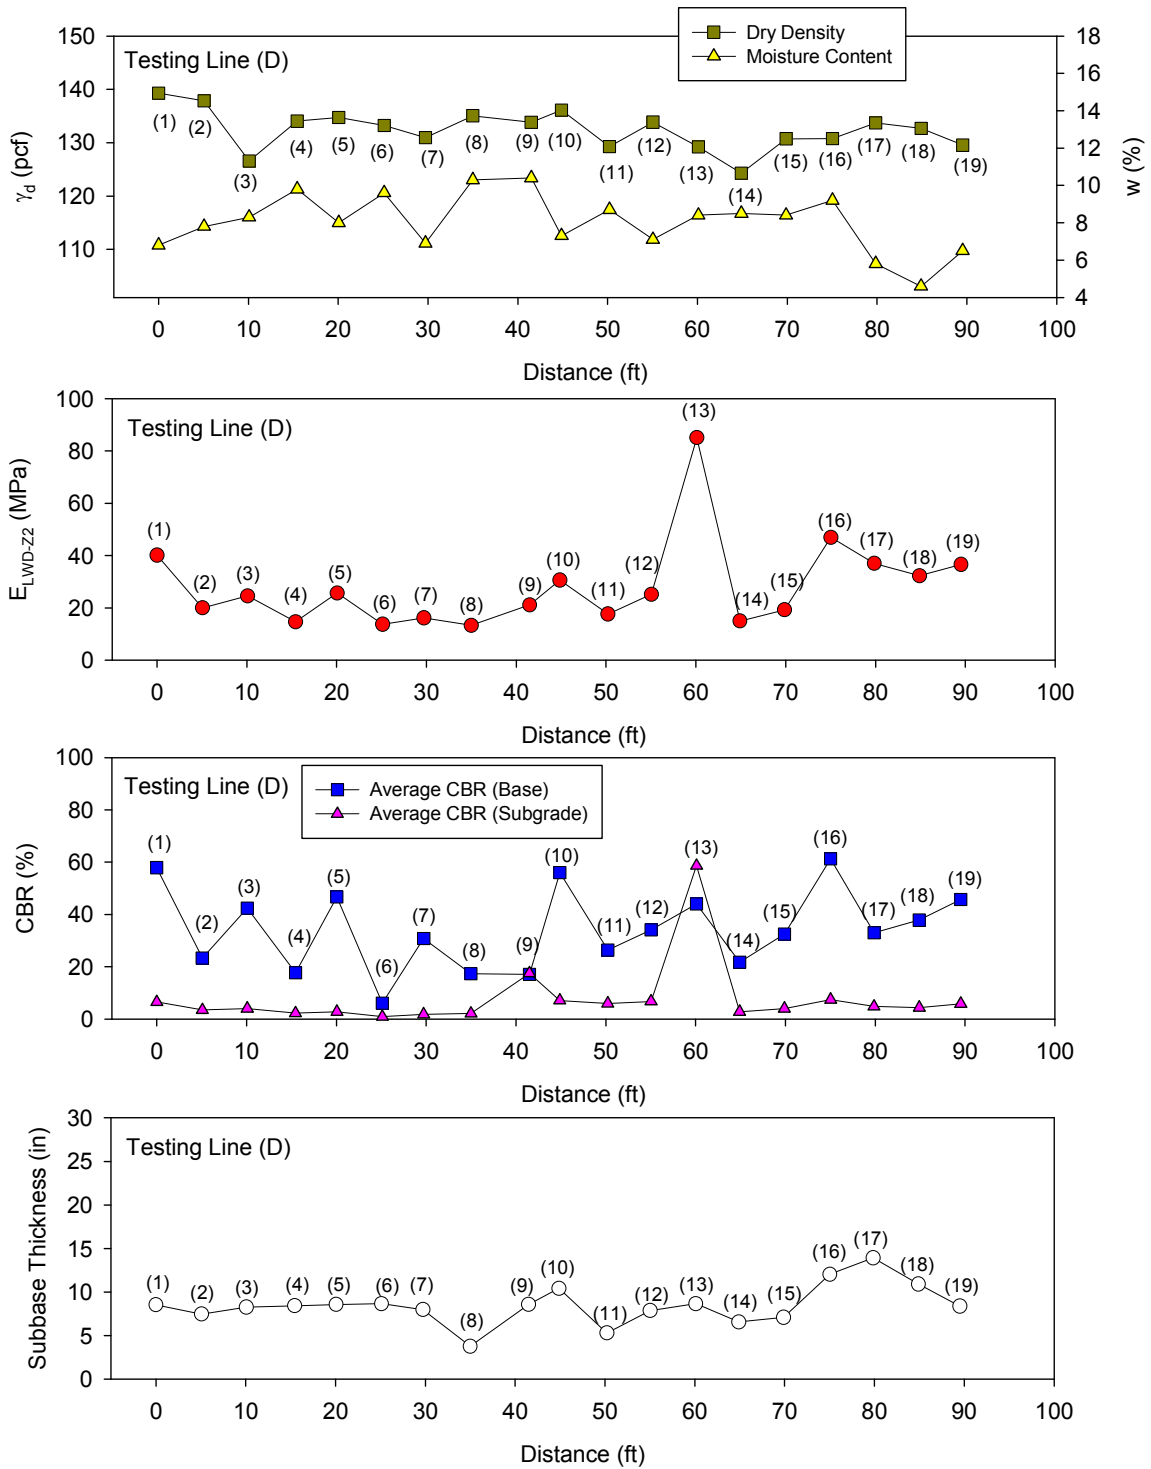 Dry Density
Moisture Content
Testing Line (D)
γd (pcf)
150
140
130
120
110
w (%)
18
16
14
12
10
8
6
4
(1) (2) (3) (4) (5) (6) (7) (8) (9) (10) (11) (12) (13) (14) (15) (16) (17) (18) (19)
0 10 20 30 40 50 60 70 80 90 100
Distance (ft)
Testing Line (D)
ELWD-Z2 (MPa)
100
80
60
40
20
0
(1) (2) (3) (4) (5) (6) (7) (8) (9) (10) (11) (12) (13) (14) (15) (16) (17) (18) (19)
0 10 20 30 40 50 60 70 80 90 100
Distance (ft)
Testing Line (D)
Average CBR (Base)
Average CBR (Subgrade)
CBR (%)
100
80
60
40
20
0
(1) (2) (3) (4) (5) (6) (7) (8) (9) (10) (11) (12) (13) (14) (15) (16) (17) (18) (19)
0 10 20 30 40 50 60 70 80 90 100
Distance (ft)
Testing Line (D)
Subbase Thickness (in)
30
25
20
15
10
5
0
(1) (2) (3) (4) (5) (6) (7) (8) (9) (10) (11) (12) (13) (14) (15) (16) (17) (18) (19)
0 10 20 30 40 50 60 70 80 90 100
Distance (ft)